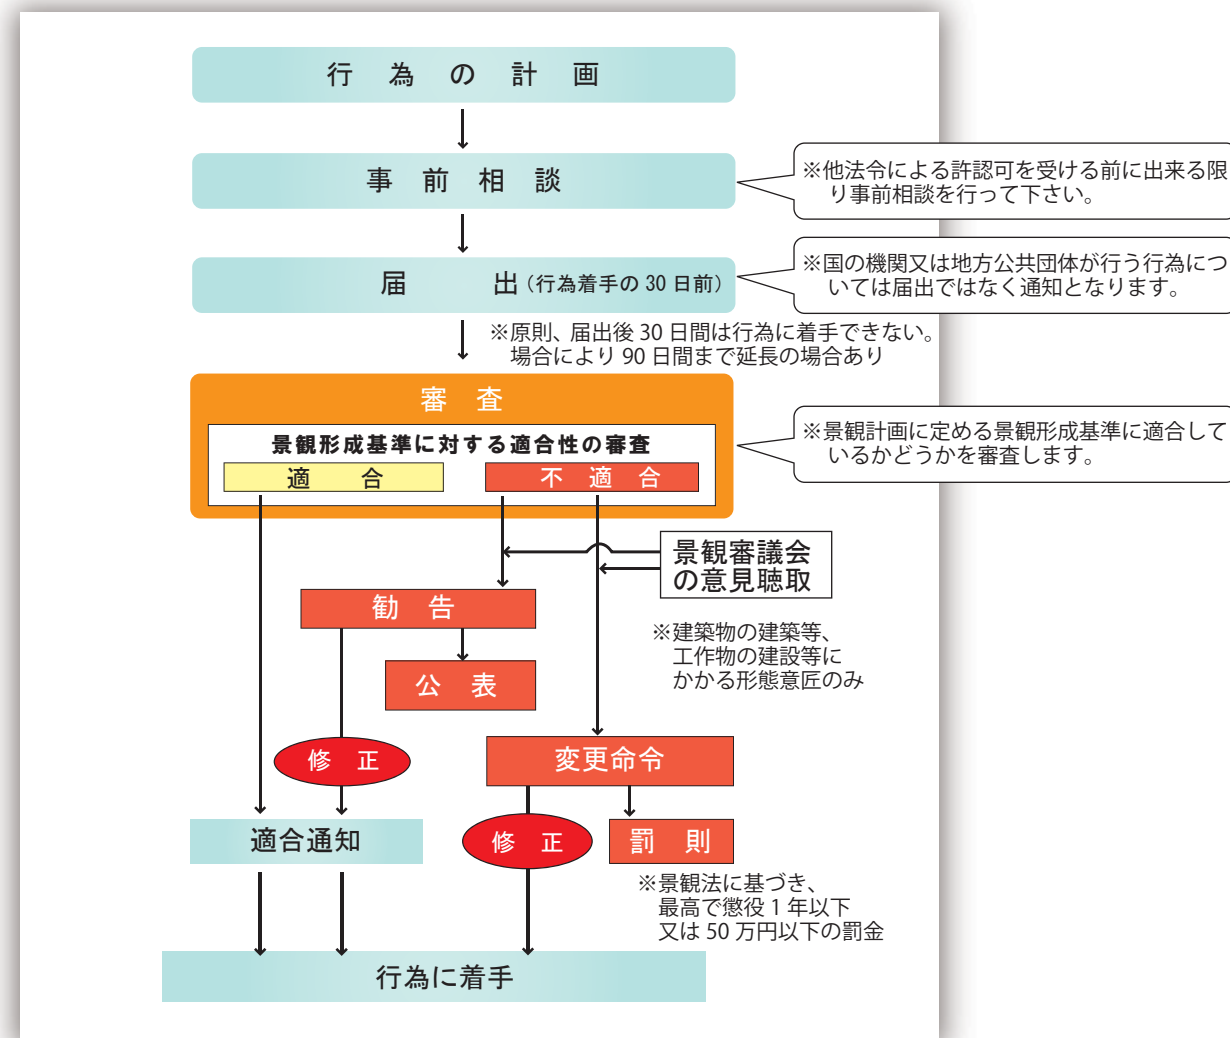 行為の計画
事前相談
※他法令による許認可を受ける前に出来る限
り事前相談を行って下さい。
届出(行為着手の30日前)
※国の機関又は地方公共団体が行う行為につ
いては届出ではなく通知となります。
※原則、届出後30日間は行為に着手できない。
場合により90日間まで延長の場合あり
審査
景観形成基準に対する適合性の審査
適合
不適合
※景観計画に定める景観形成基準に適合して
いるかどうかを審査します。
景観審議会
の意見聴取
勧告
※建築物の建築等、
工作物の建設等に
かかる形態意匠のみ
公表
修正
変更命令
適合通知
修正
罰則
※景観法に基づき、
最高で懲役1年以下
又は50万円以下の罰金
行為に着手